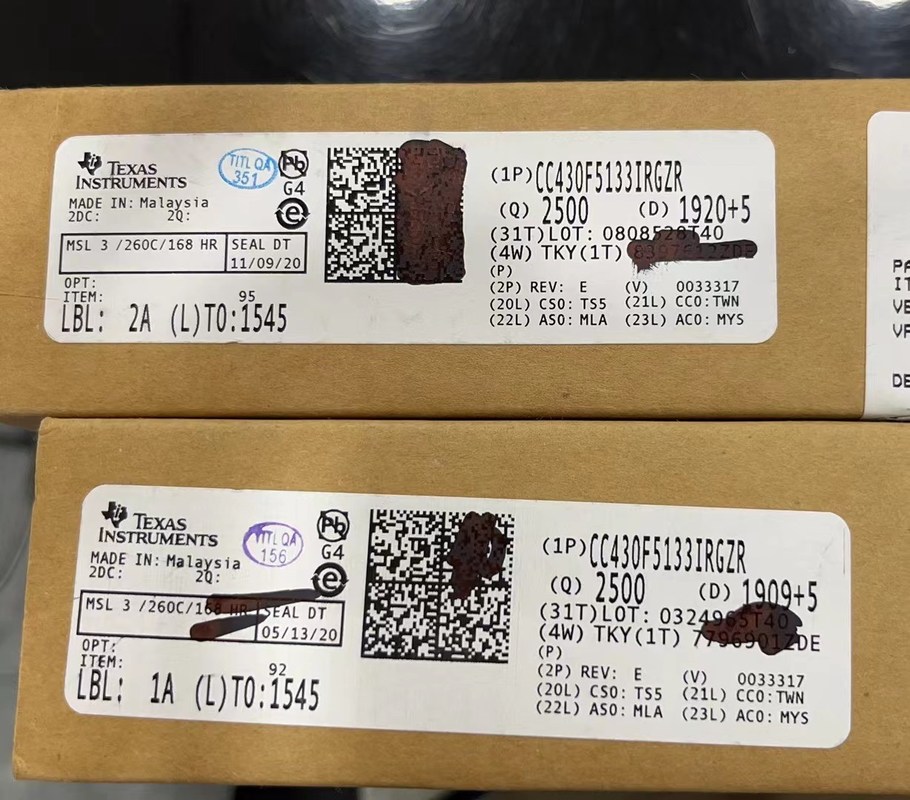 TEXAS INSTRUMENTS
TITL QA
351
Pb
G4
e
MADE IN: Malaysia
2DC: 2Q:
MSL 3 /260C/168 HR
SEAL DT
11/09/20
OPT:
ITEM:
95
LBL: 2A (L)TO:1545
(1P)CC430F5133IRGZR
(Q) 2500 (D) 1920+5
(31T)LOT: 0808528T40
(4W) TKY(1T)
(P)
(2P) REV: E (V) 0033317
(20L) CSO: TS5 (21L) CCO:TWN
(22L) ASO: MLA (23L) ACO: MYS
TEXAS INSTRUMENTS
TITL QA
156
Pb
G4
e
MADE IN: Malaysia
2DC: 2Q:
MSL 3 /260C/168 HR
SEAL DT
05/13/20
OPT:
ITEM:
92
LBL: 1A (L)TO:1545
(1P)CC430F5133IRGZR
(Q) 2500 (D) 1909+5
(31T)LOT: 0324965T40
(4W) TKY(1T)
(P)
(2P) REV: E (V) 0033317
(20L) CSO: TS5 (21L) CCO:TWN
(22L) ASO: MLA (23L) ACO: MYS